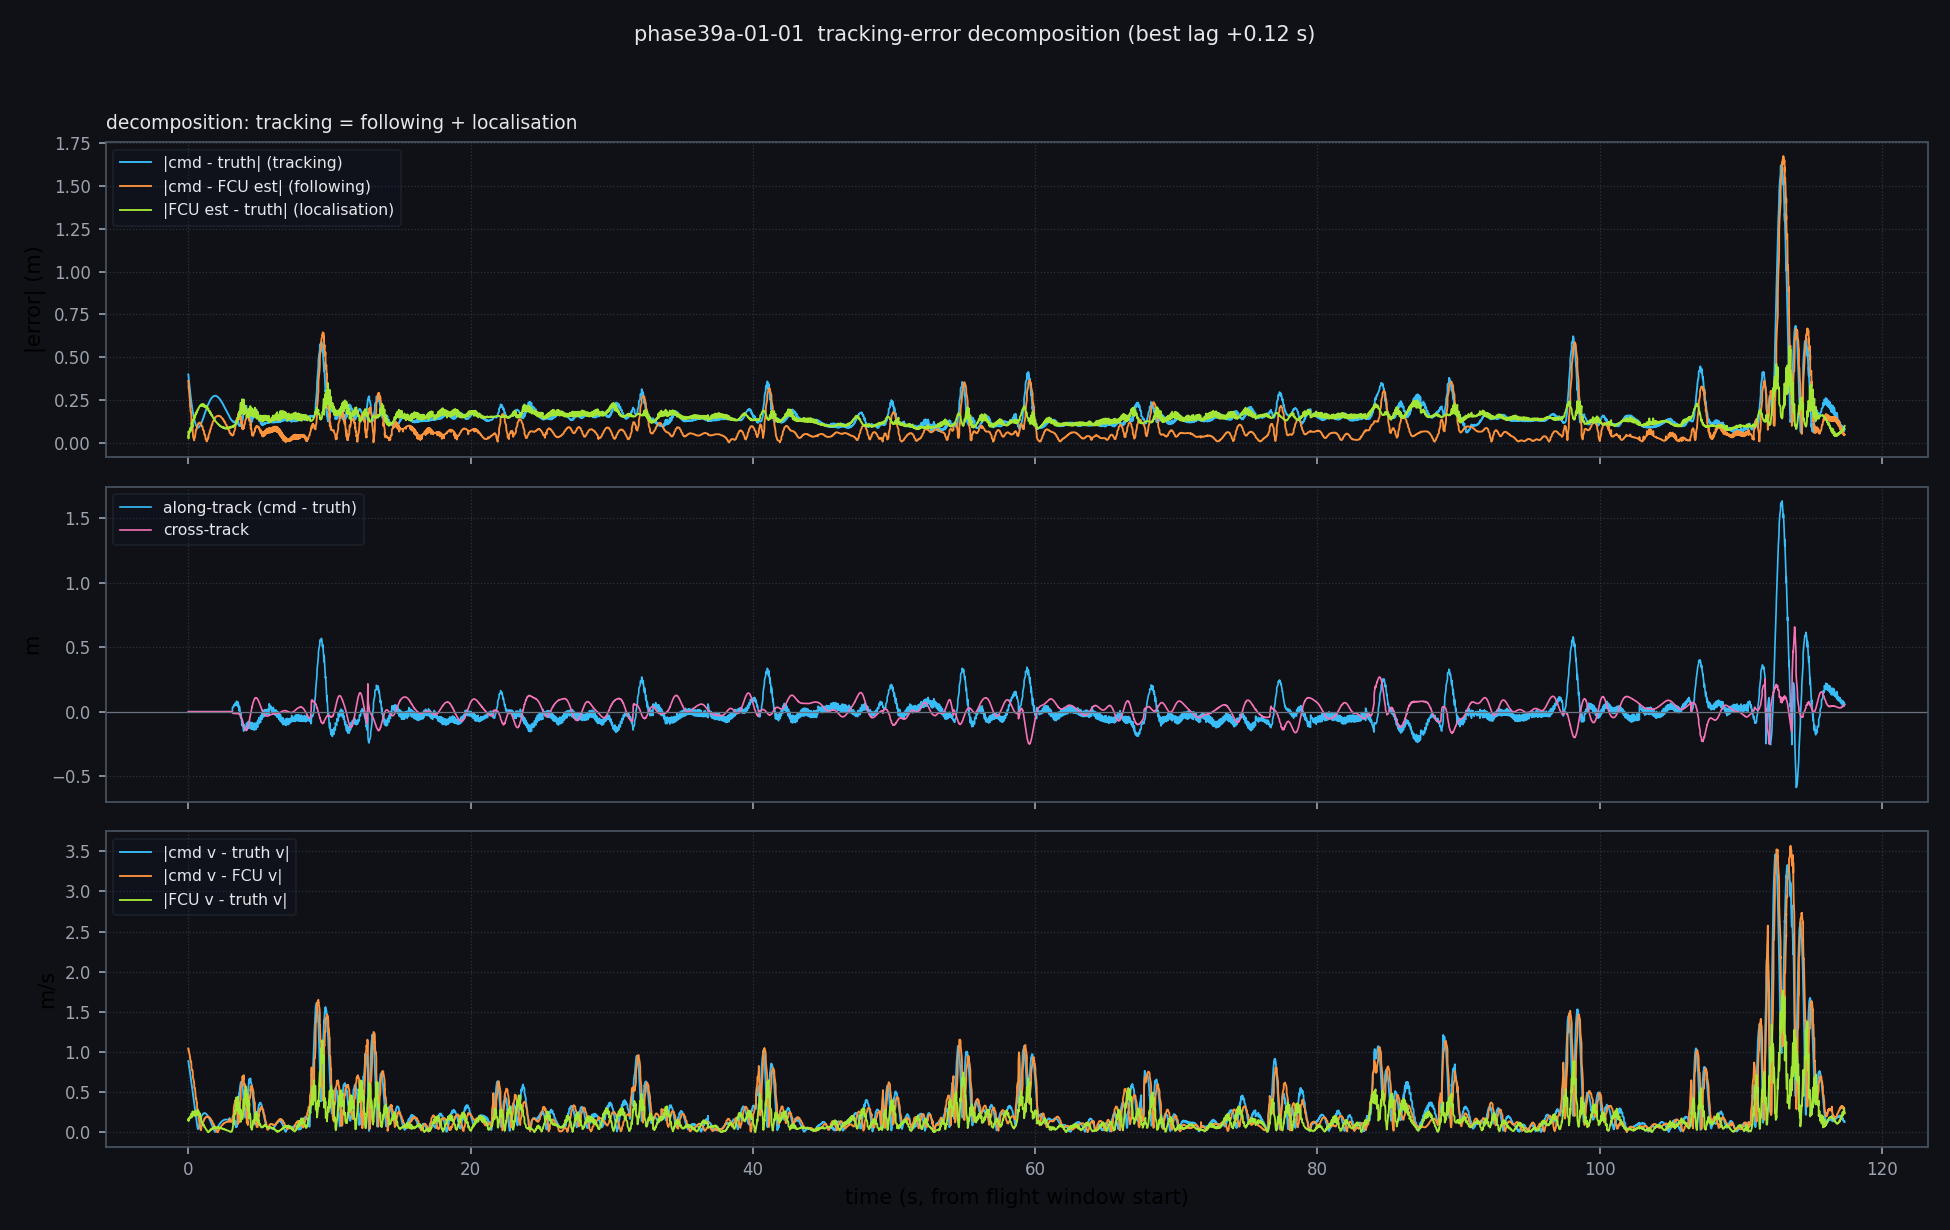 phase39a-01-01  tracking-error decomposition (best lag +0.12 s)
decomposition: tracking = following + localisation
|error| (m)
1.75
1.50
1.25
1.00
0.75
0.50
0.25
0.00
|cmd - truth| (tracking)
|cmd - FCU est| (following)
|FCU est - truth| (localisation)
m
1.5
1.0
0.5
0.0
−0.5
along-track (cmd - truth)
cross-track
m/s
3.5
3.0
2.5
2.0
1.5
1.0
0.5
0.0
|cmd v - truth v|
|cmd v - FCU v|
|FCU v - truth v|
0 20 40 60 80 100 120
time (s, from flight window start)